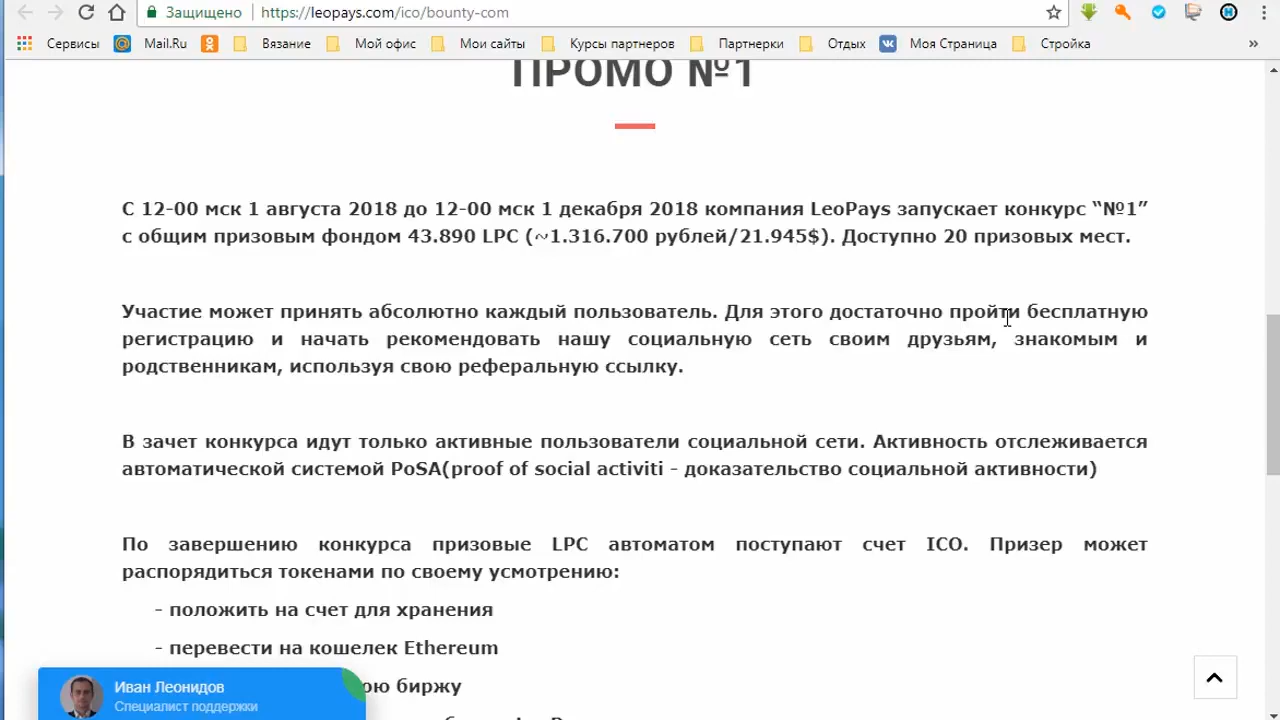 Защищено https://leopays.com/ico/bounty-com
Сервисы Mail.Ru Вязание Мой офис Мои сайты Курсы партнеров Партнерки Отдых Моя Страница Стройка »
ПРОМО №1
С 12-00 мск 1 августа 2018 до 12-00 мск 1 декабря 2018 компания LeoPays запускает конкурс “№1”
с общим призовым фондом 43.890 LPC (~1.316.700 рублей/21.945$). Доступно 20 призовых мест.
Участие может принять абсолютно каждый пользователь. Для этого достаточно пройти бесплатную
регистрацию и начать рекомендовать нашу социальную сеть своим друзьям, знакомым и
родственникам, используя свою реферальную ссылку.
В зачет конкурса идут только активные пользователи социальной сети. Активность отслеживается
автоматической системой PoSA(proof of social activiti - доказательство социальной активности)
По завершению конкурса призовые LPC автоматом поступают счет ICO. Призер может
распорядиться токенами по своему усмотрению:
- положить на счет для хранения
- перевести на кошелек Ethereum
ою биржу
Иван Леонидов
Специалист поддержки